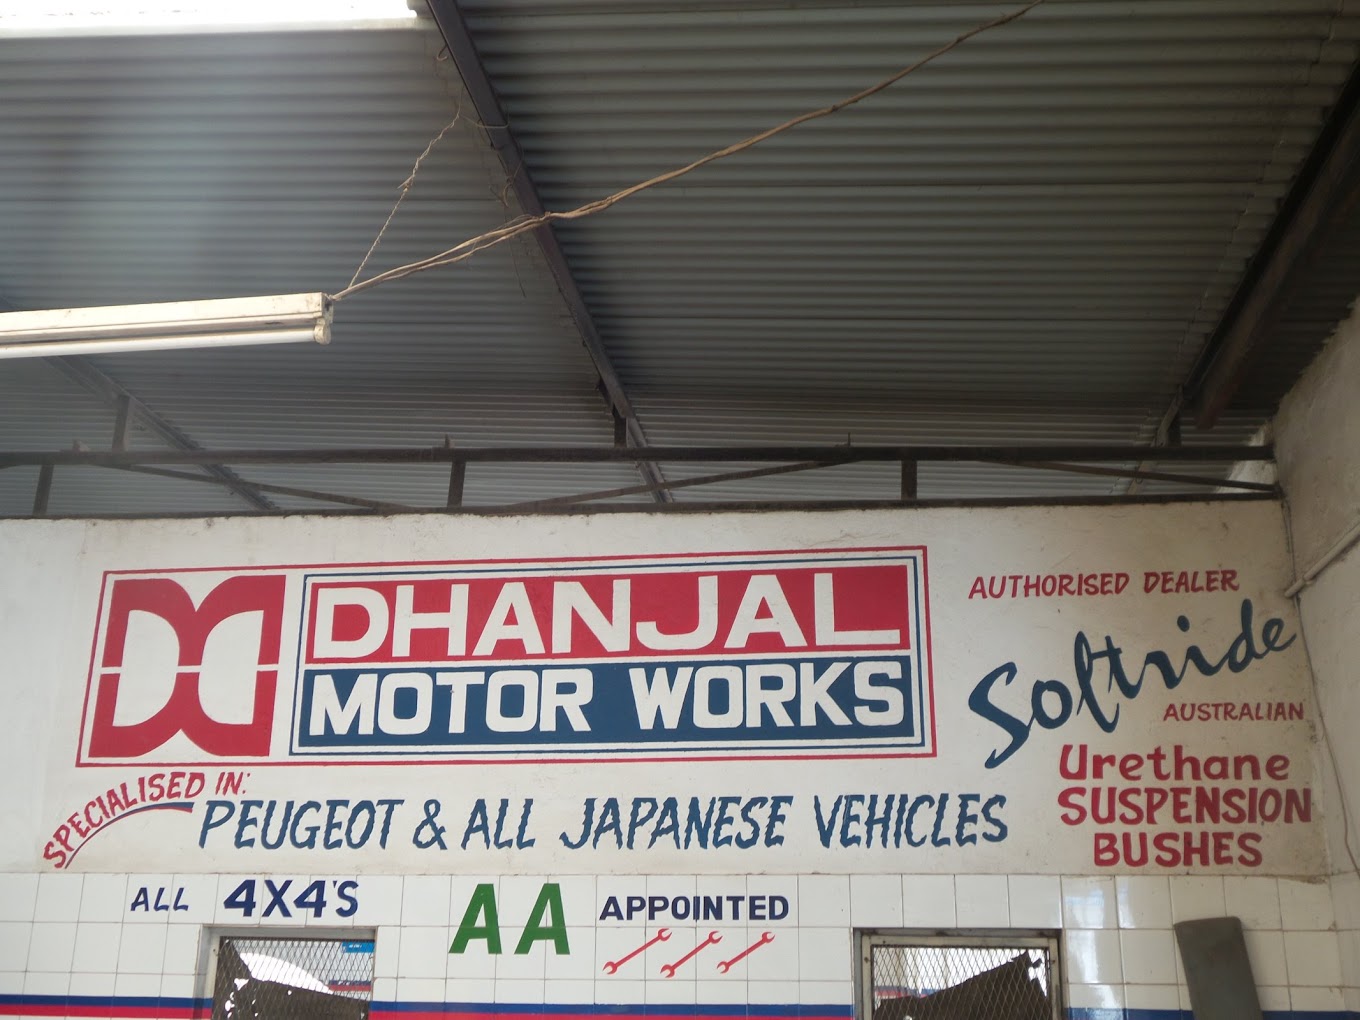 DHANJAL
MOTOR WORKS
SPECIALISED IN:
PEUGEOT & ALL JAPANESE VEHICLES
ALL 4X4'S
AA APPOINTED
AUTHORISED DEALER
Softride
AUSTRALIAN
Urethane
SUSPENSION
BUSHES